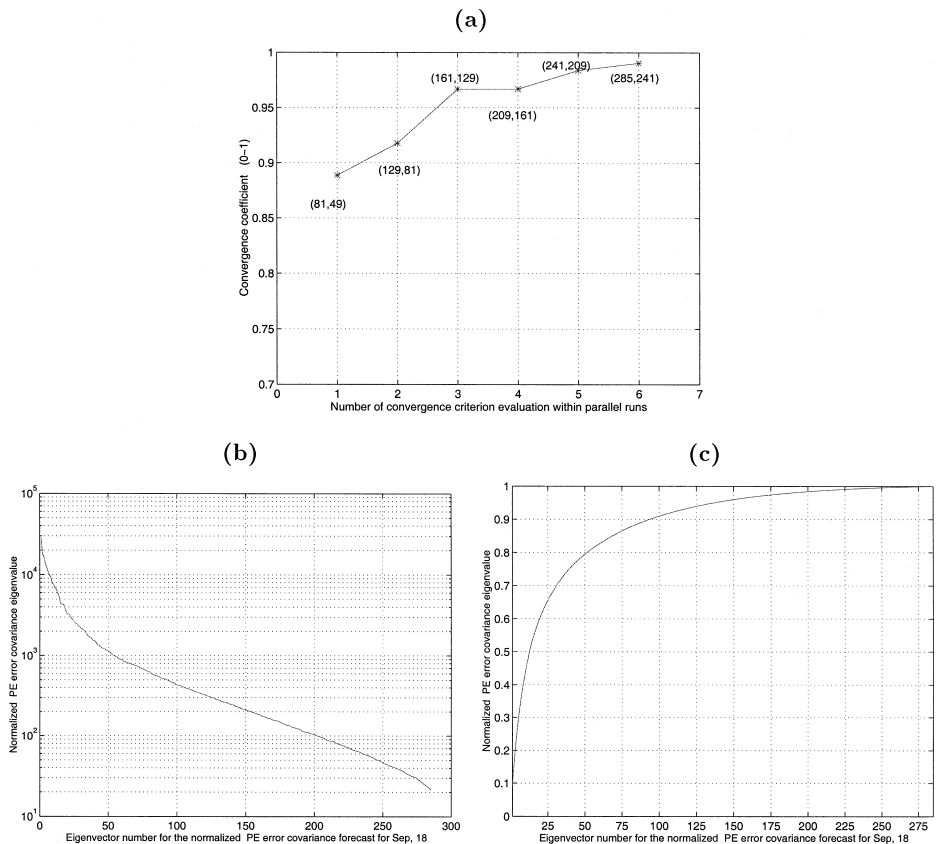 (a)
1
0.95
0.9
0.85
0.8
0.75
0.7
Convergence coefficient (0-1)
(81,49)
(129,81)
(161,129)
(209,161)
(241,209)
(285,241)
0 1 2 3 4 5 6 7
Number of convergence criterion evaluation within parallel runs
(b)
10^5
10^4
10^3
10^2
10^1
Normalized PE error covariance eigenvalue
0 50 100 150 200 250 300
Eigenvector number for the normalized PE error covariance forecast for Sep, 18
(c)
1
0.9
0.8
0.7
0.6
0.5
0.4
0.3
0.2
0.1
0
Normalized PE error covariance eigenvalue
25 50 75 100 125 150 175 200 225 250 275
Eigenvector number for the normalized PE error covariance forecast for Sep, 18